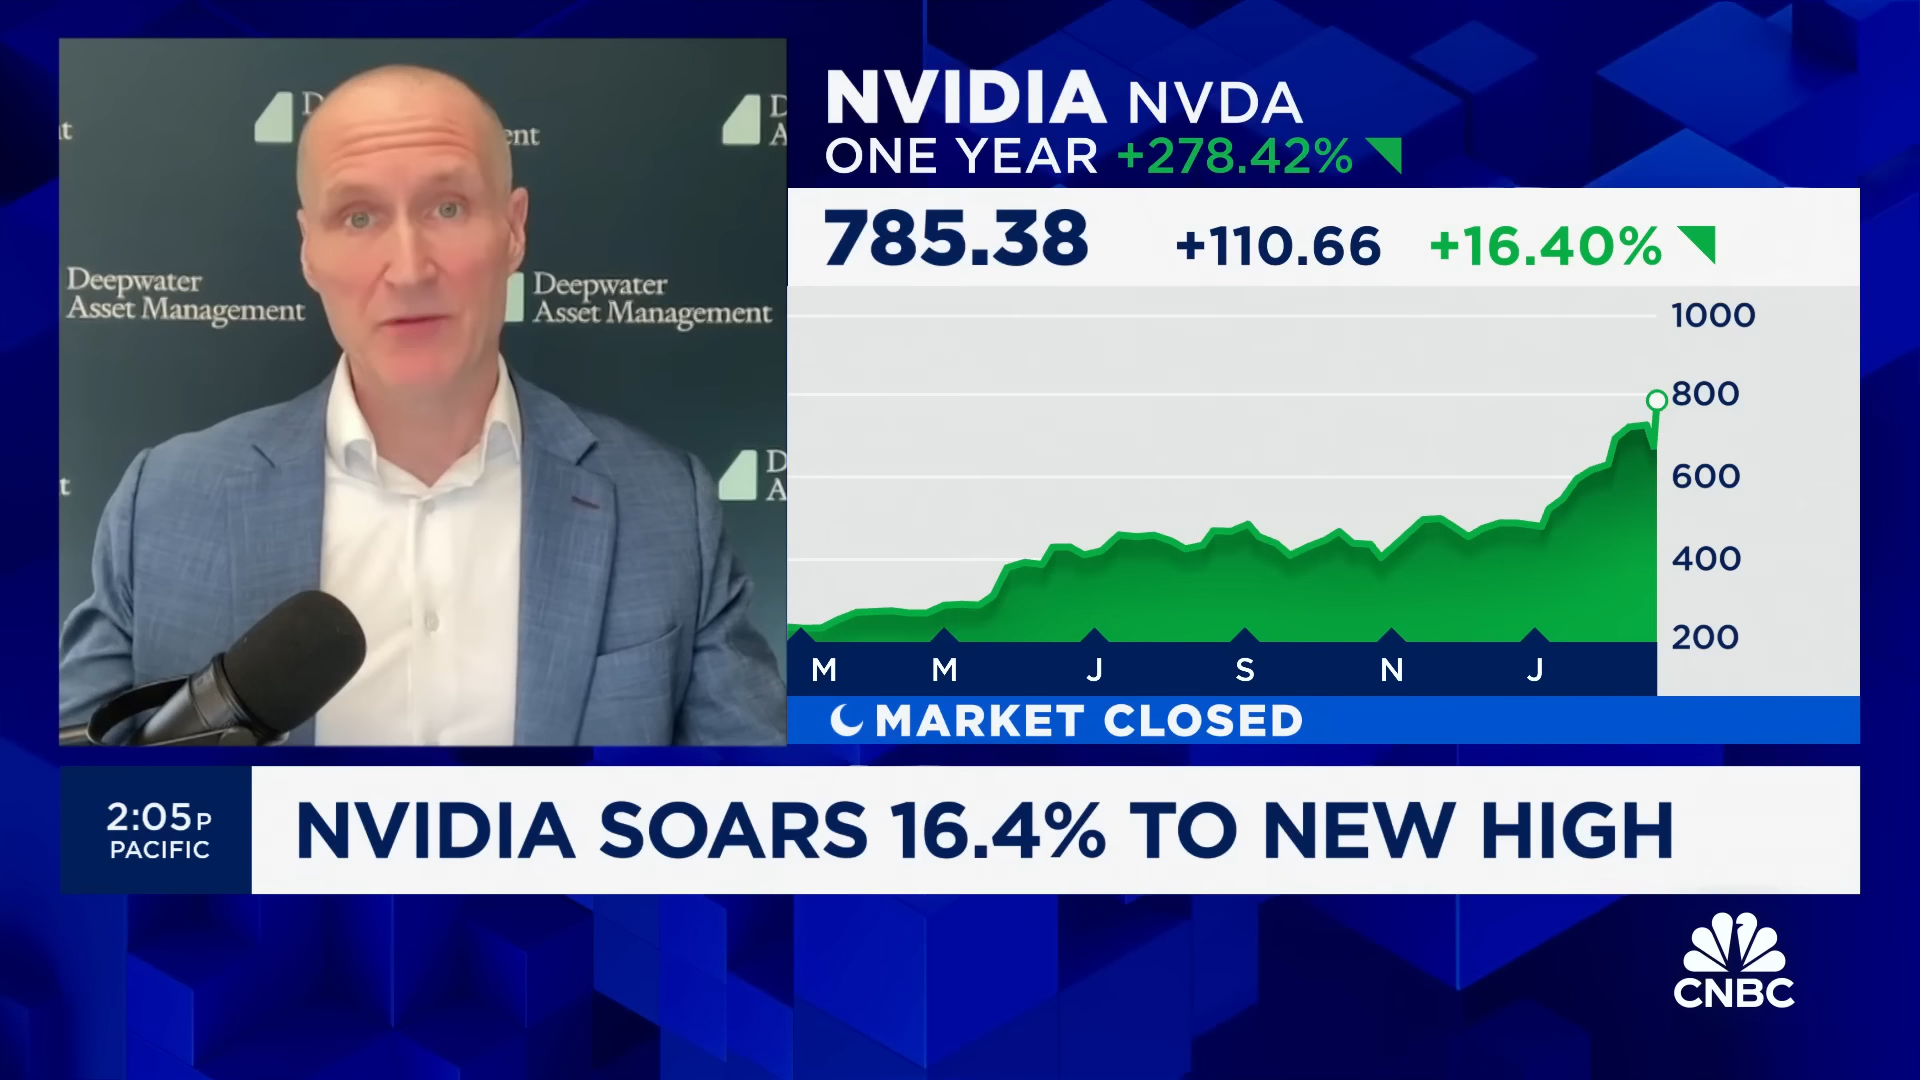 D
ent
D
A
t
Deepwater
Asset Management
Deepwater
Asset Management
t
D
A
NVIDIA NVDA
ONE YEAR +278.42%
785.38 +110.66 +16.40%
1000
800
600
400
200
M M J S N J
MARKET CLOSED
2:05P
PACIFIC
NVIDIA SOARS 16.4% TO NEW HIGH
CNBC